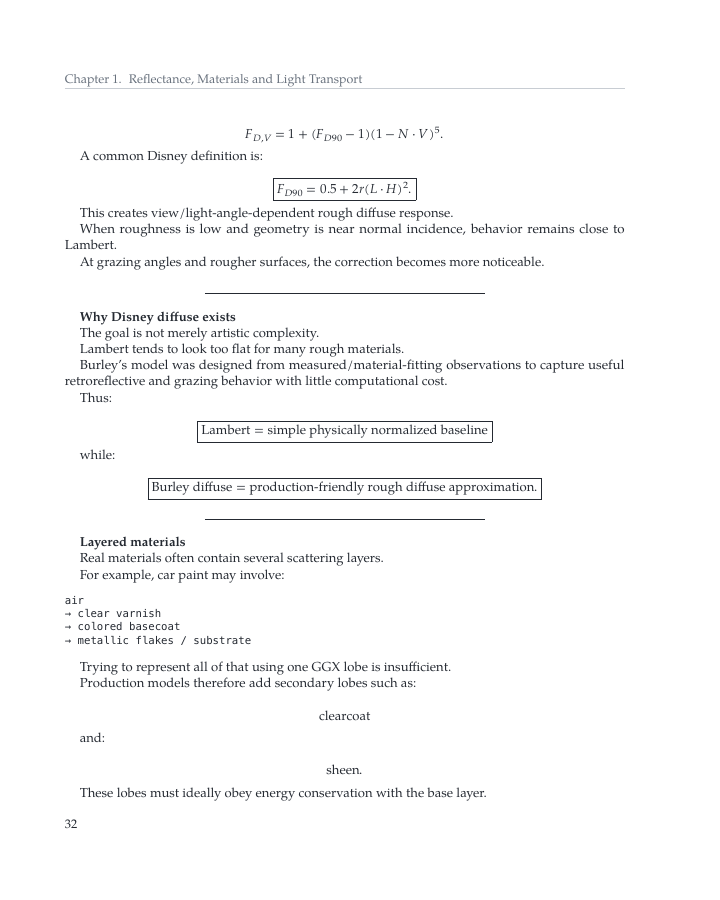 Chapter 1. Reflectance, Materials and Light Transport
F_{D,V} = 1 + (F_{D90} − 1)(1 − N · V)^5.
A common Disney definition is:
F_{D90} = 0.5 + 2r(L · H)^2.
This creates view/light-angle-dependent rough diffuse response.
When roughness is low and geometry is near normal incidence, behavior remains close to
Lambert.
At grazing angles and rougher surfaces, the correction becomes more noticeable.
Why Disney diffuse exists
The goal is not merely artistic complexity.
Lambert tends to look too flat for many rough materials.
Burley's model was designed from measured/material-fitting observations to capture useful
retroreflective and grazing behavior with little computational cost.
Thus:
Lambert = simple physically normalized baseline
while:
Burley diffuse = production-friendly rough diffuse approximation.
Layered materials
Real materials often contain several scattering layers.
For example, car paint may involve:
air
→ clear varnish
→ colored basecoat
→ metallic flakes / substrate
Trying to represent all of that using one GGX lobe is insufficient.
Production models therefore add secondary lobes such as:
clearcoat
and:
sheen.
These lobes must ideally obey energy conservation with the base layer.
32